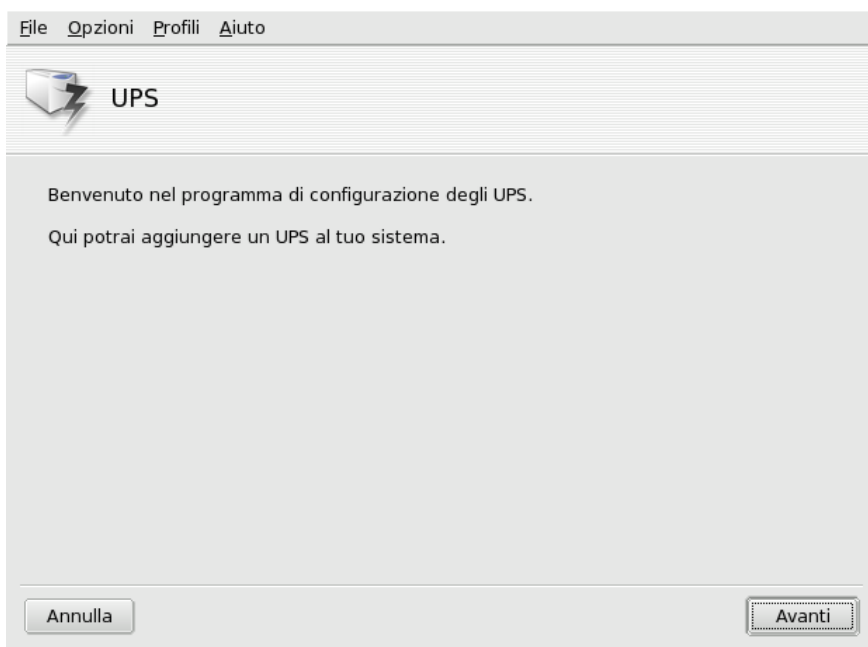 File Opzioni Profili Aiuto
UPS
Benvenuto nel programma di configurazione degli UPS.
Qui potrai aggiungere un UPS al tuo sistema.
Annulla Avanti